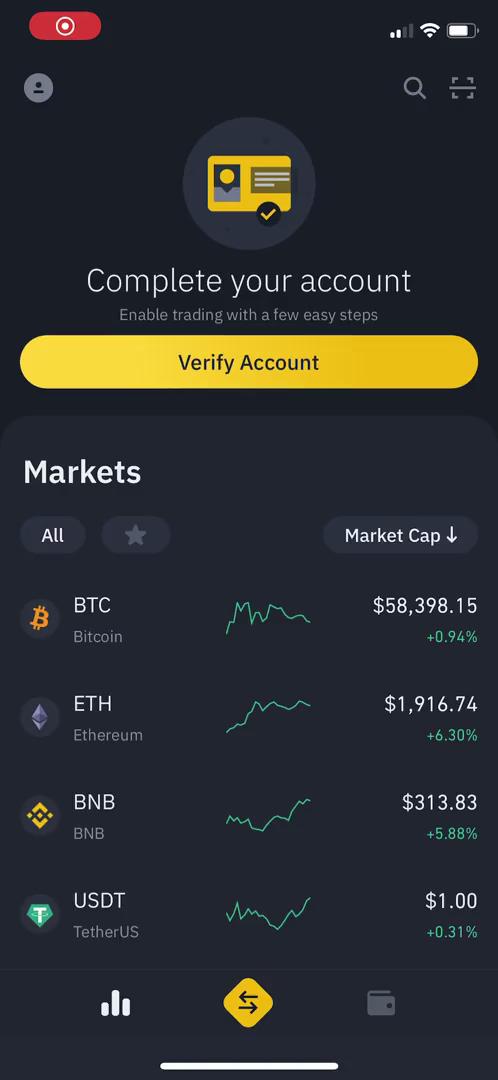 Complete your account
Enable trading with a few easy steps
Verify Account
Markets
All
Market Cap ↓
BTC
$58,398.15
Bitcoin
+0.94%
ETH
$1,916.74
Ethereum
+6.30%
BNB
$313.83
BNB
+5.88%
USDT
$1.00
TetherUS
+0.31%